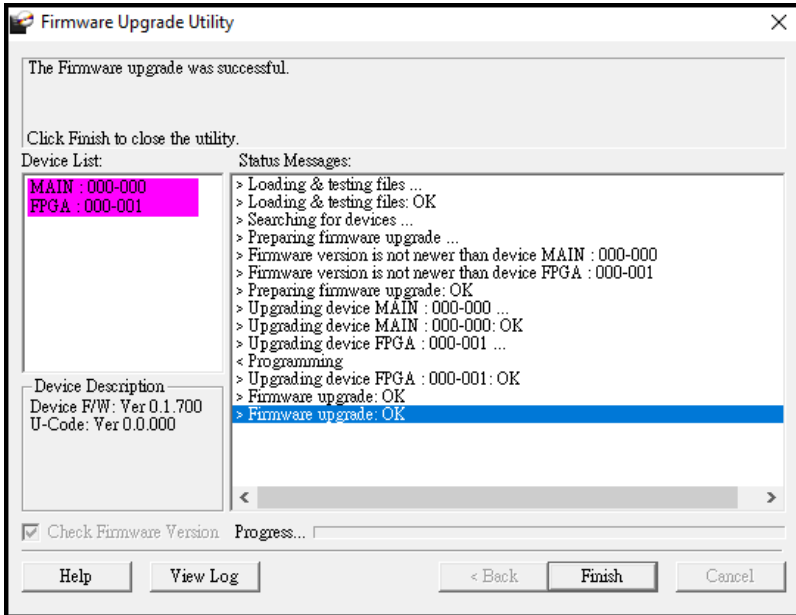 Firmware Upgrade Utility
The Firmware upgrade was successful.
Click Finish to close the utility.
Device List:
MAIN : 000-000
FPGA : 000-001
Status Messages:
> Loading & testing files ...
> Loading & testing files: OK
> Searching for devices ...
> Preparing firmware upgrade ...
> Firmware version is not newer than device MAIN : 000-000
> Firmware version is not newer than device FPGA : 000-001
> Preparing firmware upgrade: OK
> Upgrading device MAIN : 000-000 ...
> Upgrading device MAIN : 000-000: OK
> Upgrading device FPGA : 000-001 ...
< Programming
> Upgrading device FPGA : 000-001: OK
> Firmware upgrade: OK
> Firmware upgrade: OK
Device Description
Device F/W: Ver 0.1.700
U-Code: Ver 0.0.000
Check Firmware Version
Progress...
Help
View Log
< Back
Finish
Cancel